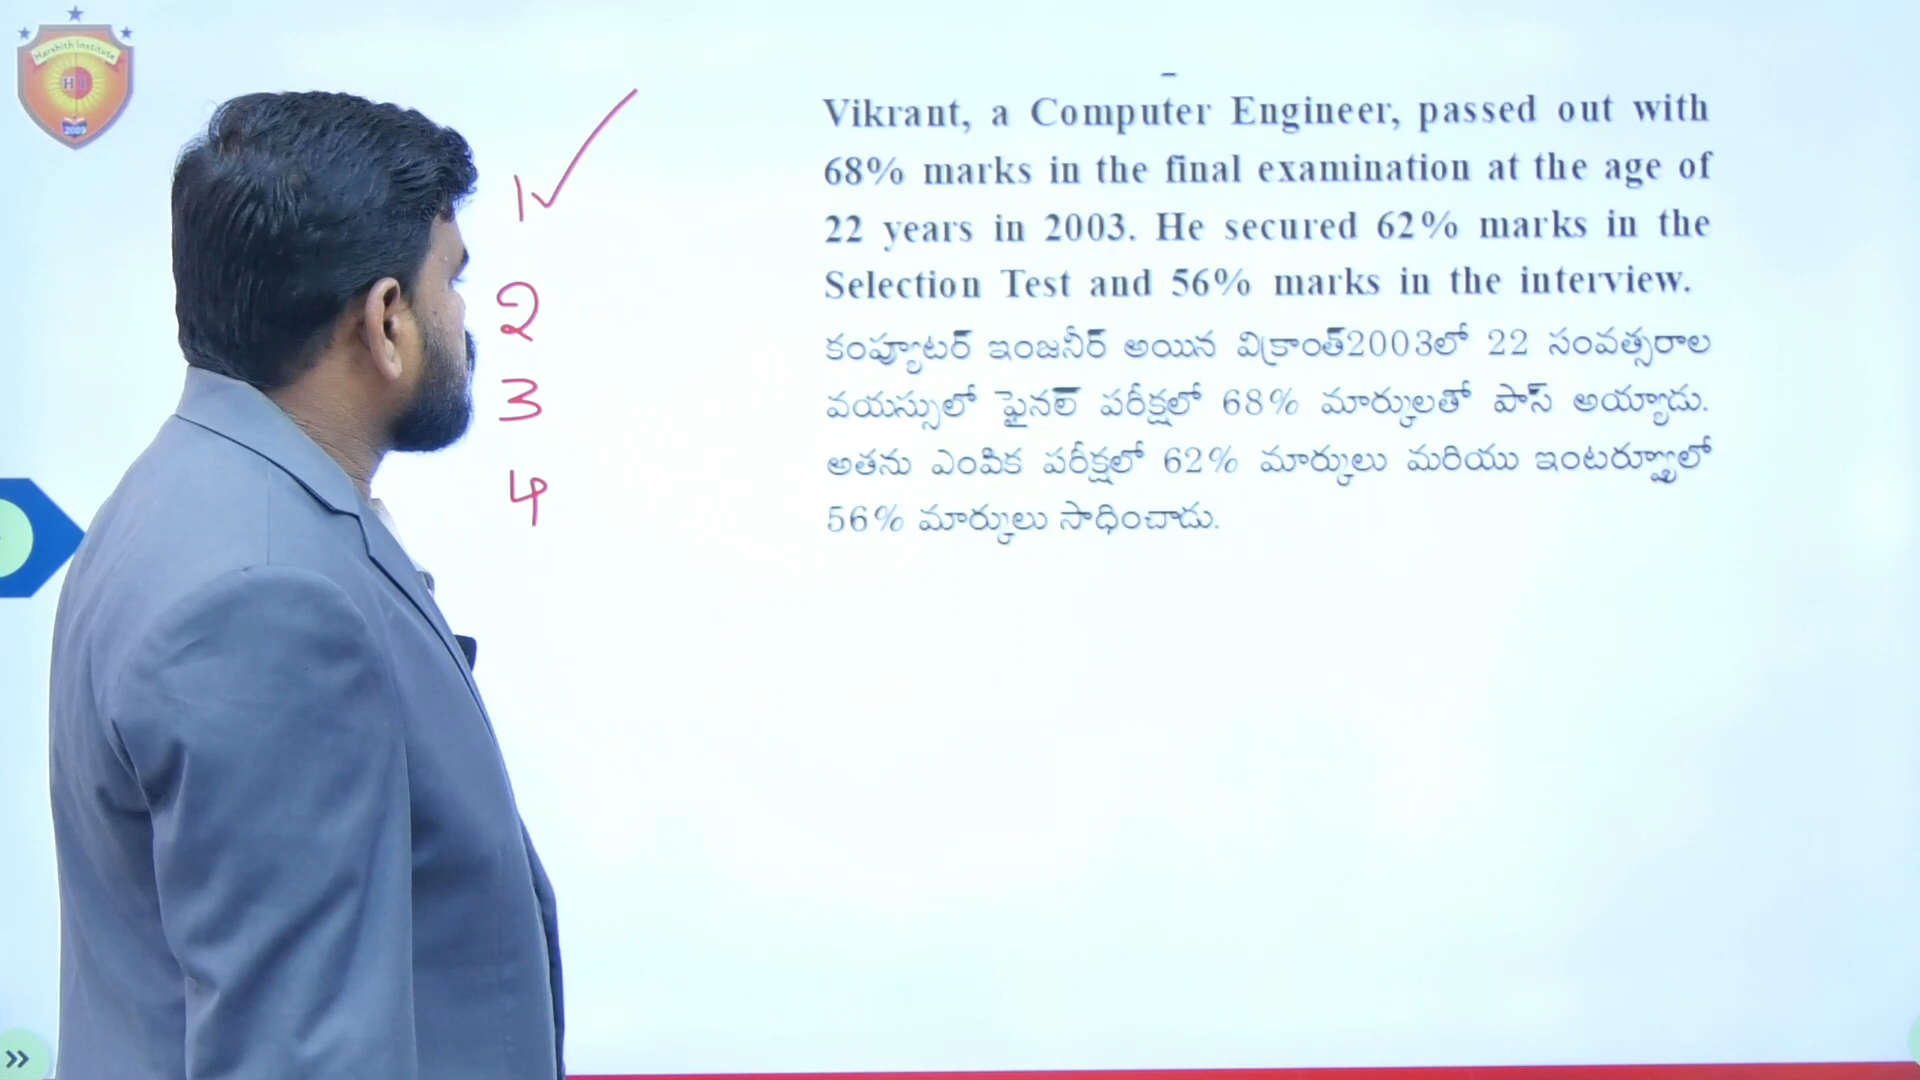 Harshith Institute
H I
2009
1
2
3
4
Vikrant, a Computer Engineer, passed out with
68% marks in the final examination at the age of
22 years in 2003. He secured 62% marks in the
Selection Test and 56% marks in the interview.
కంప్యూటర్ ఇంజనీర్ అయిన విక్రాంత్2003లో 22 సంవత్సరాల
వయస్సులో ఫైనల్ పరీక్షలో 68% మార్కులతో పాస్ అయ్యాడు.
అతను ఎంపిక పరీక్షలో 62% మార్కులు మరియు ఇంటర్వ్యూలో
56% మార్కులు సాధించాడు.